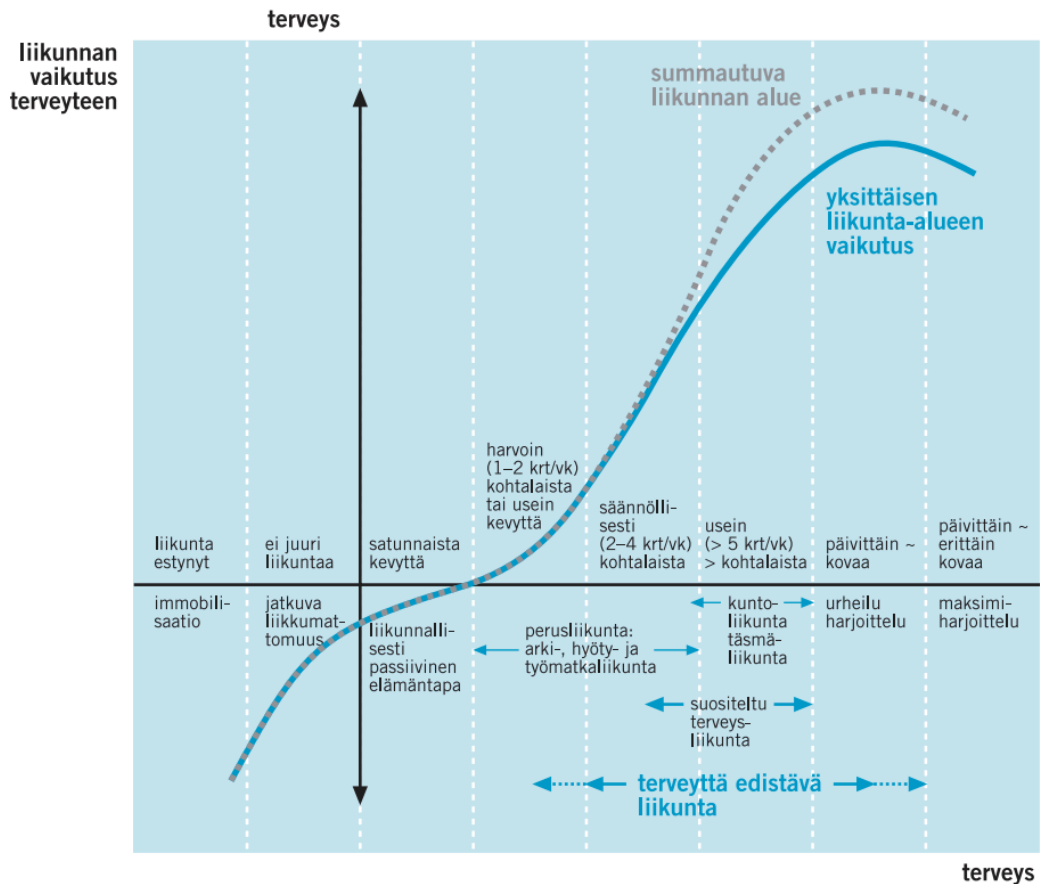 terveys
liikunnan
vaikutus
terveyteen
summautuva
liikunnan alue
yksittäisen
liikunta-alueen
vaikutus
liikunta
estynyt
ei juuri
liikuntaa
satunnaista
kevyttä
harvoin
(1–2 krt/vk)
kohtalaista
tai usein
kevyttä
säännölli-
sesti
(2–4 krt/vk)
kohtalaista
usein
(> 5 krt/vk)
> kohtalaista
päivittäin ~
kovaa
päivittäin ~
erittäin
kovaa
immobili-
saatio
jatkuva
liikkumat-
tomuus
liikunnalli-
sesti
passiivinen
elämäntapa
perusliikunta:
arki-, hyöty- ja
työmatkaliikunta
kunto-
liikunta
täsmä-
liikunta
urheilu
harjoittelu
maksimi-
harjoittelu
suositeltu
terveys-
liikunta
terveyttä edistävä
liikunta
terveys